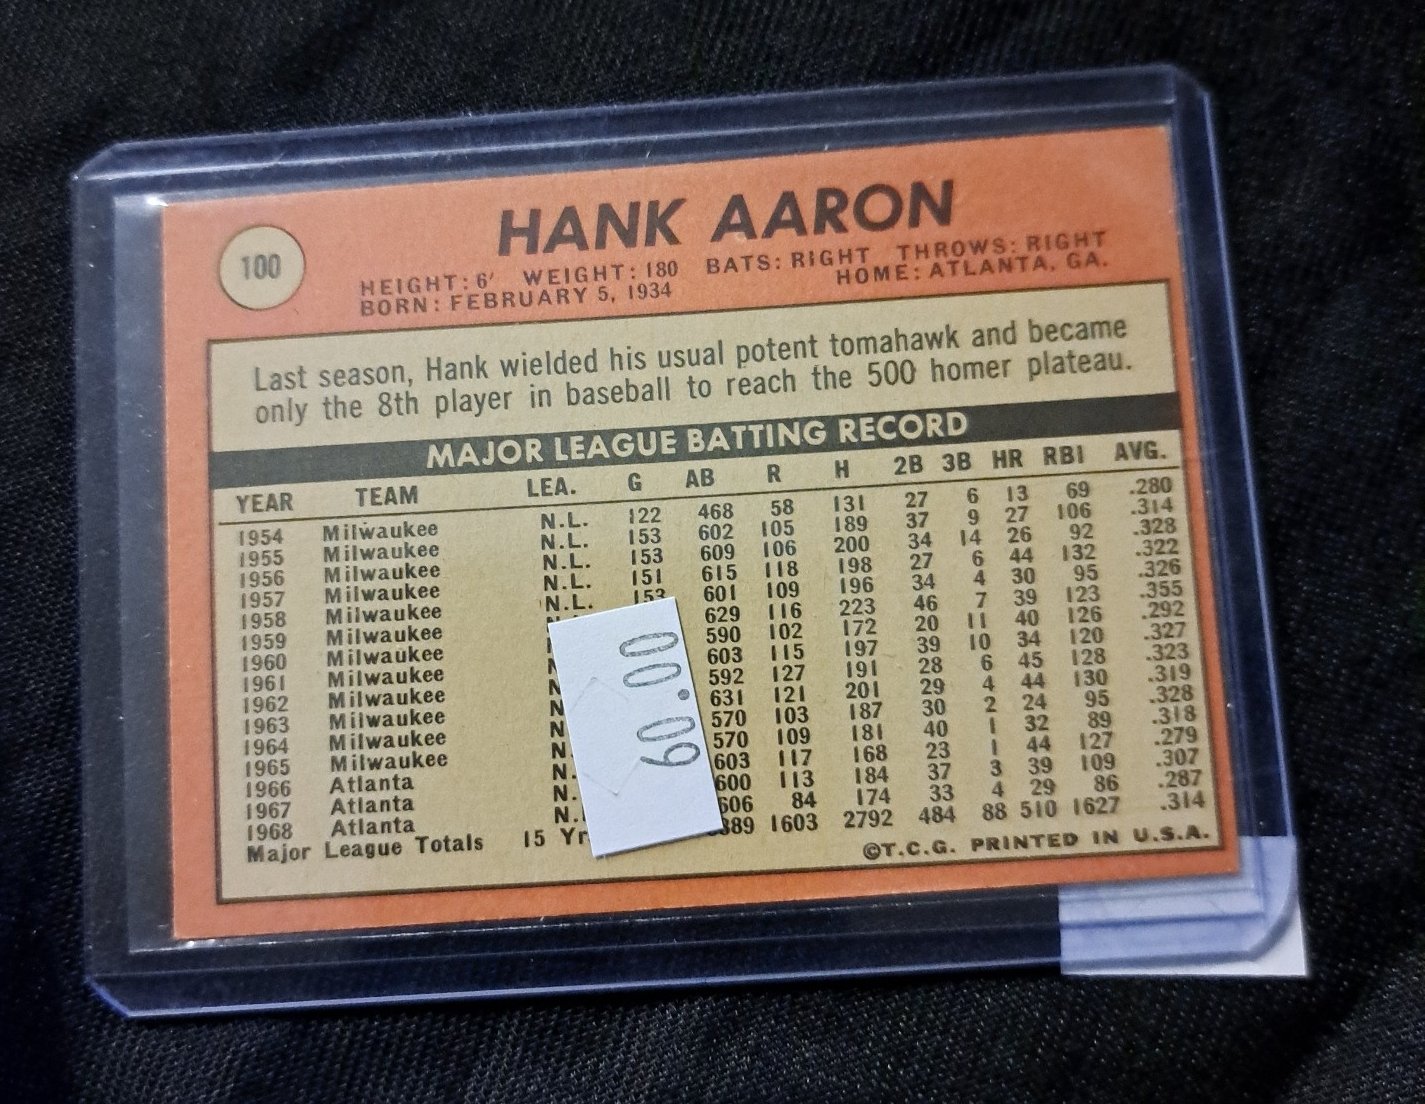 100
HANK AARON
HEIGHT: 6' WEIGHT: 180 BATS: RIGHT THROWS: RIGHT
BORN: FEBRUARY 5, 1934 HOME: ATLANTA, GA.
Last season, Hank wielded his usual potent tomahawk and became
only the 8th player in baseball to reach the 500 homer plateau.
MAJOR LEAGUE BATTING RECORD
YEAR TEAM LEA. G AB R H 2B 3B HR RBI AVG.
1954 Milwaukee N.L. 122 468 58 131 27 6 13 69 .280
1955 Milwaukee N.L. 153 602 105 189 37 9 27 106 .314
1956 Milwaukee N.L. 153 609 106 200 34 14 26 92 .328
1957 Milwaukee N.L. 151 615 118 198 27 6 44 132 .322
1958 Milwaukee N.L. 153 601 109 196 34 4 30 95 .326
1959 Milwaukee 629 116 223 46 7 39 123 .355
1960 Milwaukee 590 102 172 20 11 40 126 .292
1961 Milwaukee 603 115 197 39 10 34 120 .327
1962 Milwaukee 592 127 191 28 6 45 128 .323
1963 Milwaukee 631 121 201 29 4 44 130 .319
1964 Milwaukee 570 103 187 30 2 24 95 .328
1965 Milwaukee 570 109 181 40 1 32 89 .318
1966 Atlanta 603 117 168 23 1 44 127 .279
1967 Atlanta 600 113 184 37 3 39 109 .307
1968 Atlanta 606 84 174 33 4 29 86 .287
Major League Totals 15 Yr 1603 2792 484 88 510 1627 .314
©T.C.G. PRINTED IN U.S.A.
60.00